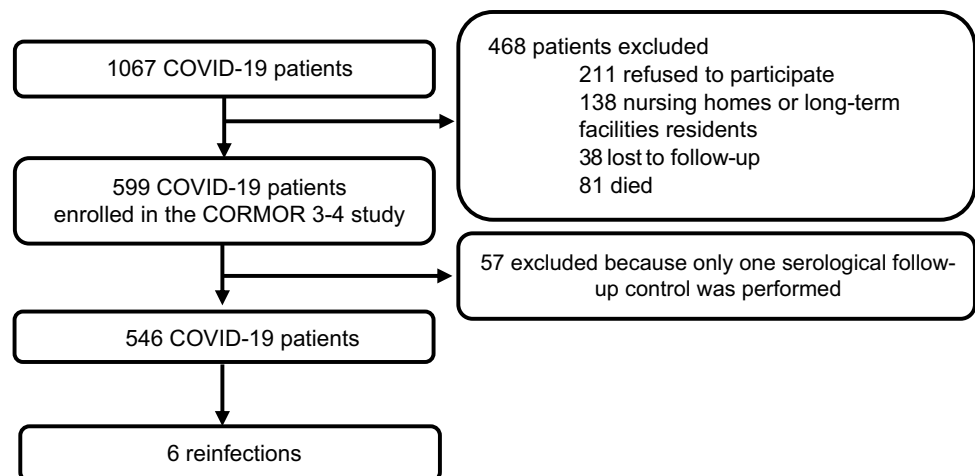 1067 COVID-19 patients
468 patients excluded
211 refused to participate
138 nursing homes or long-term
facilities residents
38 lost to follow-up
81 died
599 COVID-19 patients
enrolled in the CORMOR 3-4 study
57 excluded because only one serological follow-
up control was performed
546 COVID-19 patients
6 reinfections